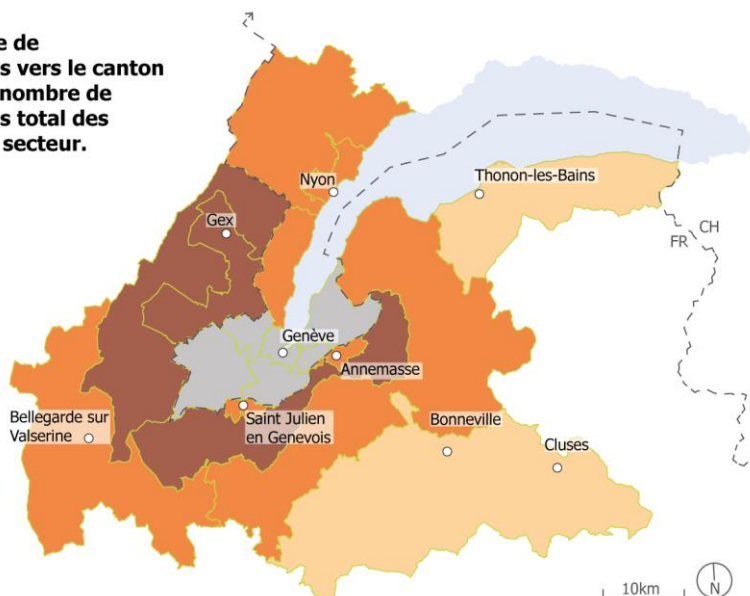 e de
s vers le canton
nombre de
s total des
secteur.
Nyon
Thonon-les-Bains
Gex
CH
FR
Genève
Annemasse
Bellegarde sur
Valserine
Saint Julien
en Genevois
Bonneville
Cluses
10km
N